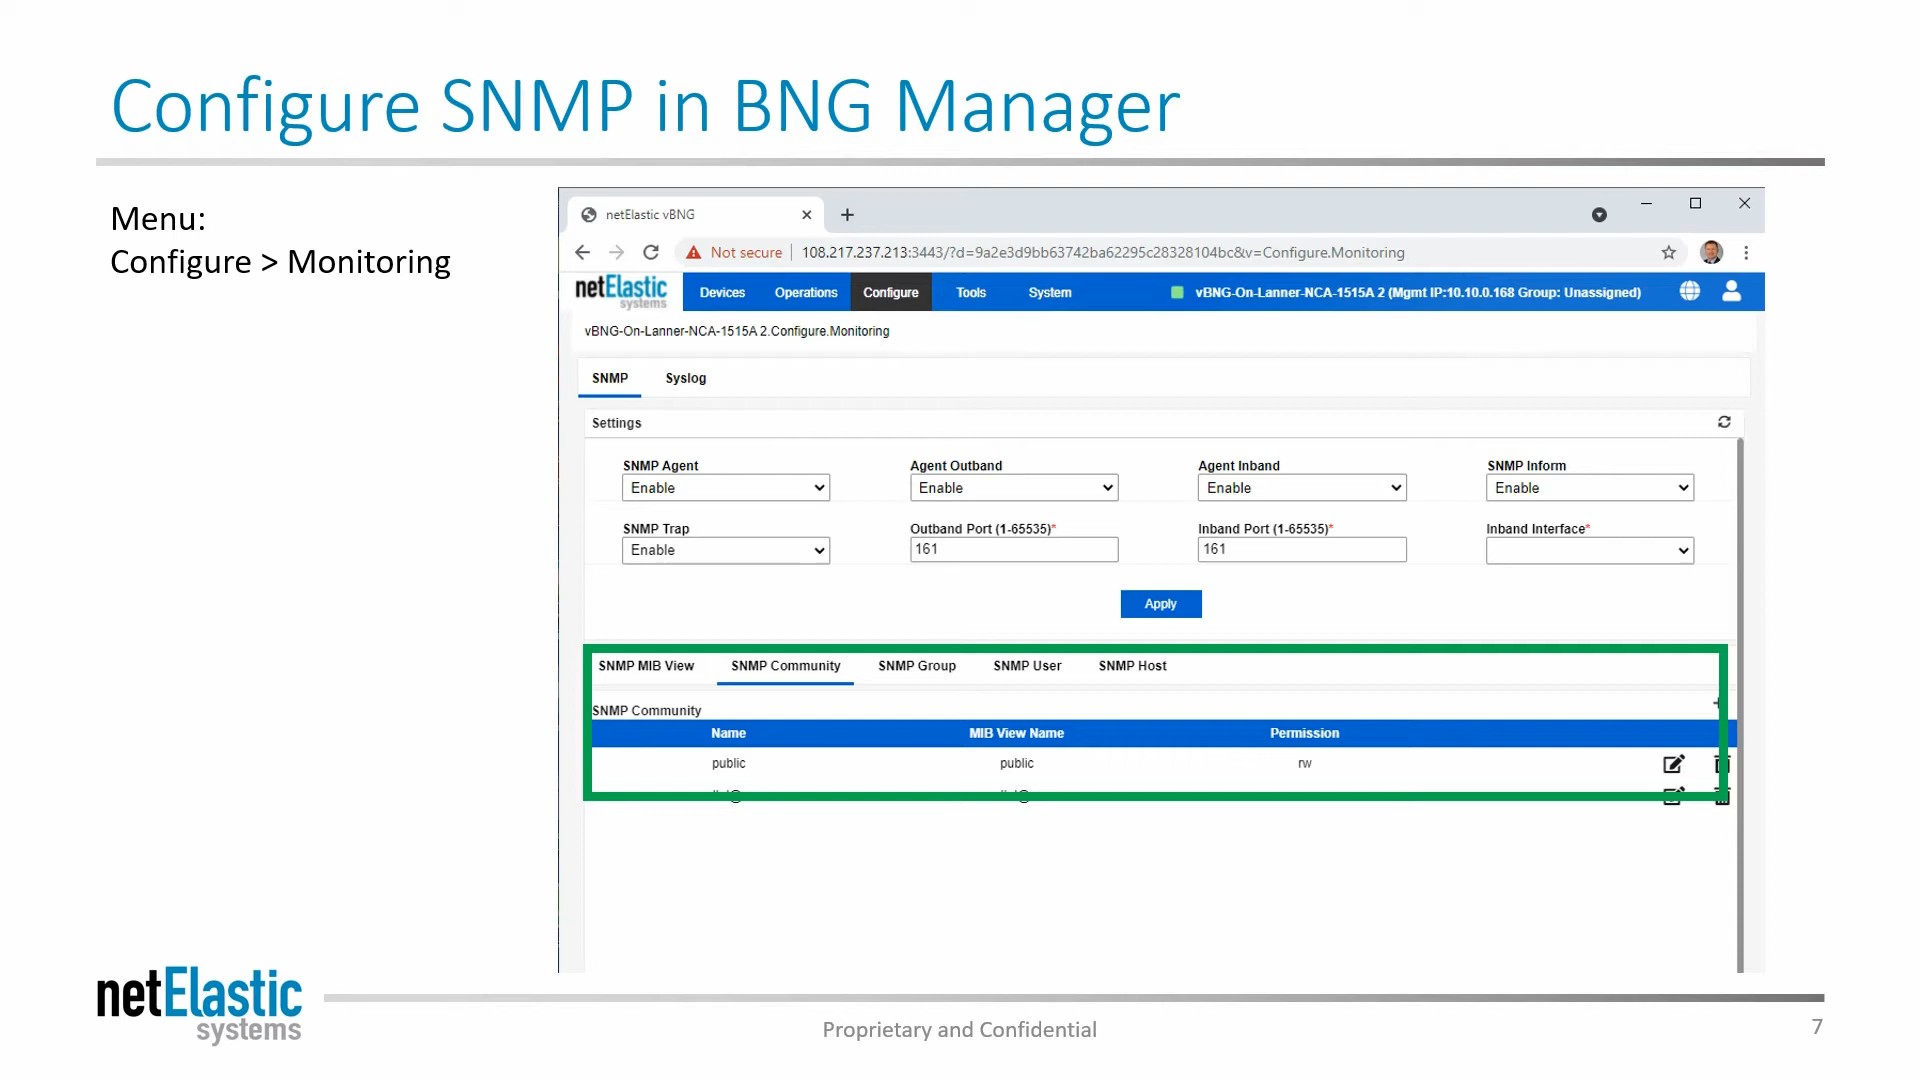 Configure SNMP in BNG Manager
Menu:
Configure > Monitoring
netElastic vBNG
Not secure
108.217.237.213:3443/?d=9a2e3d9bb63742ba62295c28328104bc&v=Configure.Monitoring
netElastic
systems
Devices Operations Configure Tools System
vBNG-On-Lanner-NCA-1515A 2 (Mgmt IP:10.10.0.168 Group: Unassigned)
vBNG-On-Lanner-NCA-1515A 2.Configure.Monitoring
SNMP Syslog
Settings
SNMP Agent Agent Outband Agent Inband SNMP Inform
Enable Enable Enable Enable
SNMP Trap Outband Port (1-65535)* Inband Port (1-65535)* Inband Interface*
Enable 161 161
Apply
SNMP MIB View SNMP Community SNMP Group SNMP User SNMP Host
SNMP Community
Name MIB View Name Permission
public public rw
netElastic
systems
Proprietary and Confidential
7